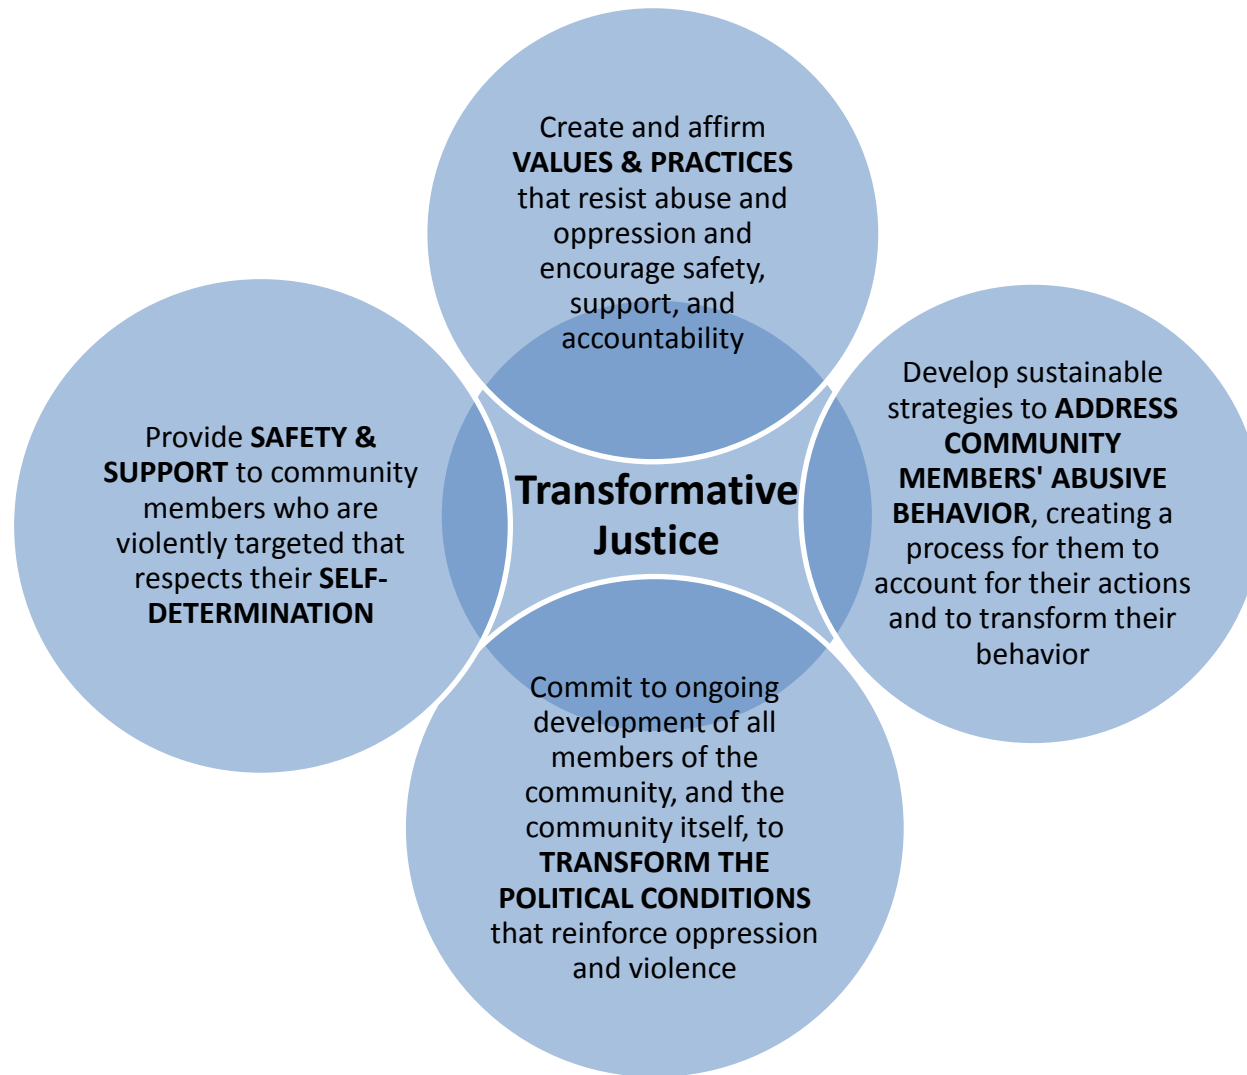 Create and affirm
VALUES & PRACTICES
that resist abuse and
oppression and
encourage safety,
support, and
accountability
Provide SAFETY &
SUPPORT to community
members who are
violently targeted that
respects their SELF-
DETERMINATION
Transformative
Justice
Develop sustainable
strategies to ADDRESS
COMMUNITY
MEMBERS' ABUSIVE
BEHAVIOR, creating a
process for them to
account for their actions
and to transform their
behavior
Commit to ongoing
development of all
members of the
community, and the
community itself, to
TRANSFORM THE
POLITICAL CONDITIONS
that reinforce oppression
and violence